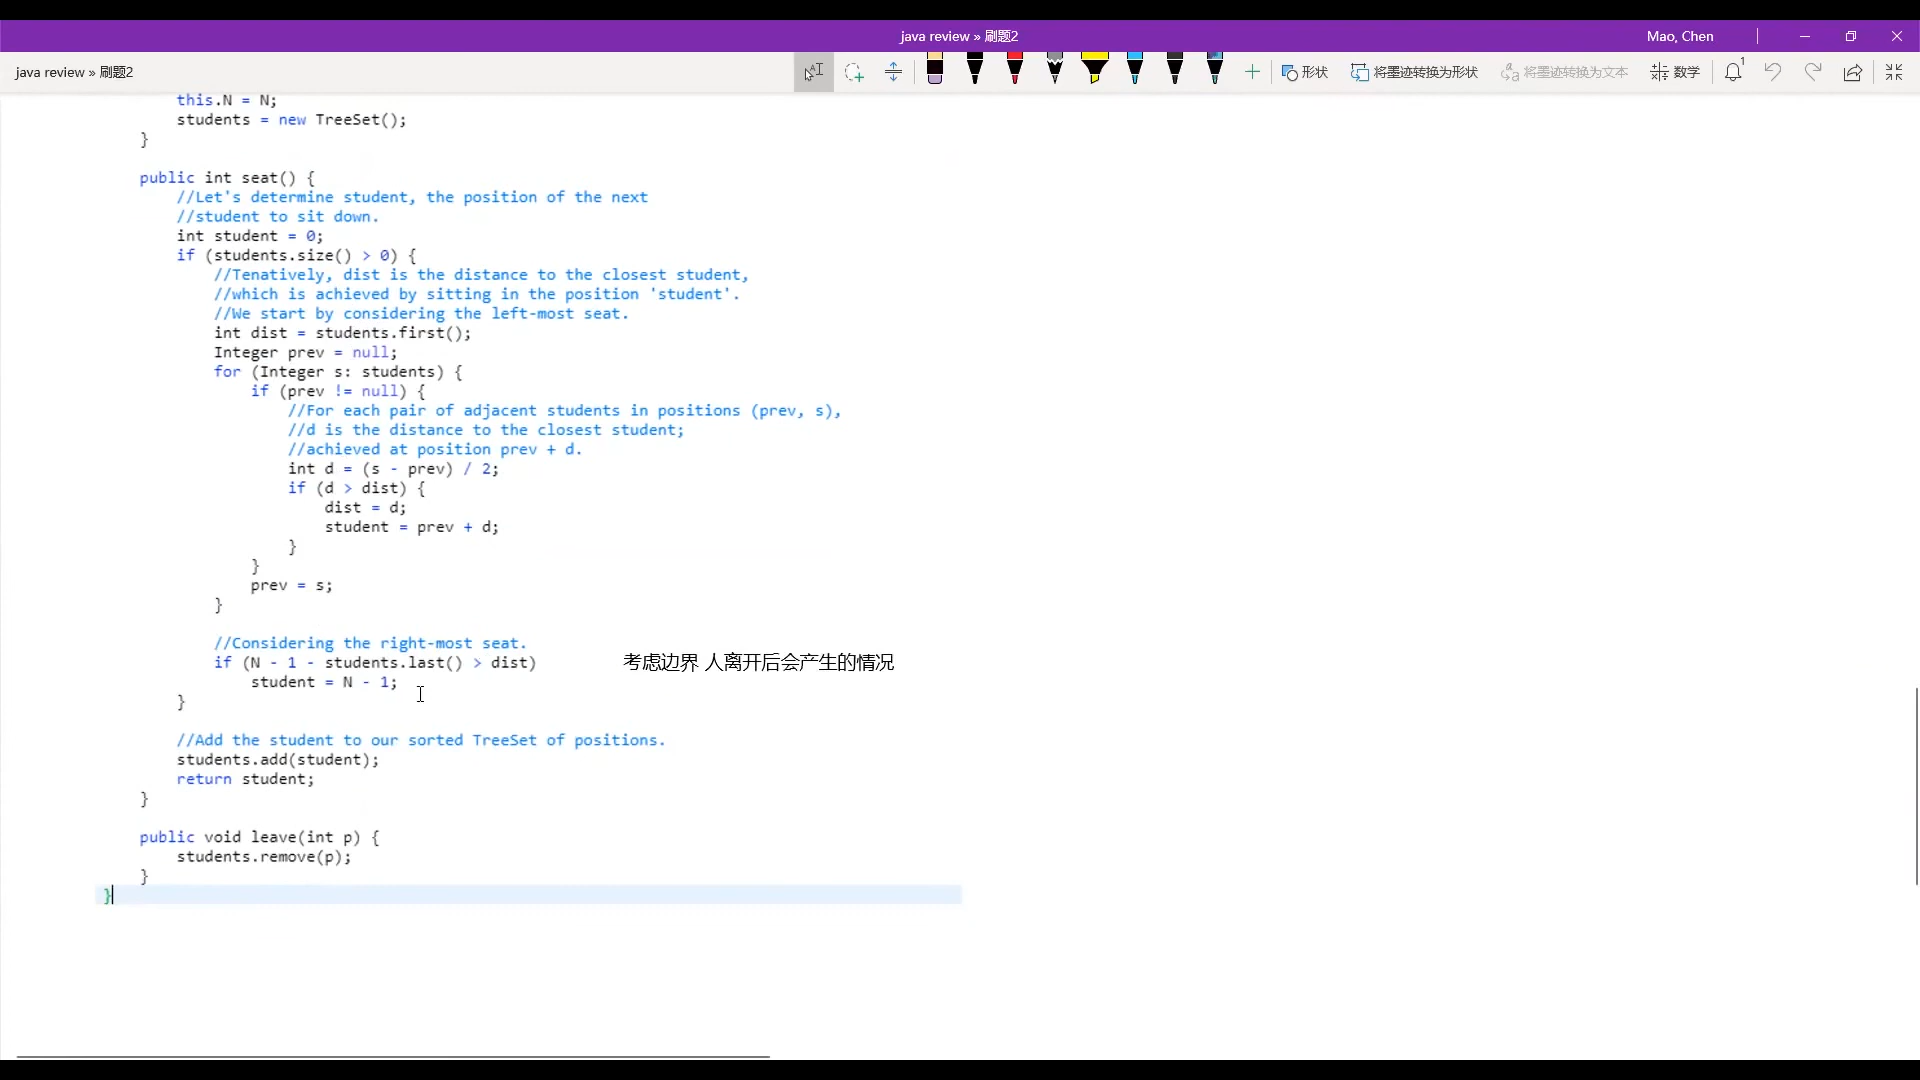 java review » 刷题2
Mao, Chen
java review » 刷题2
形状
将墨迹转换为形状
将墨迹转换为文本
数学
1
this.N = N;
students = new TreeSet();
}
public int seat() {
//Let's determine student, the position of the next
//student to sit down.
int student = 0;
if (students.size() > 0) {
//Tenatively, dist is the distance to the closest student,
//which is achieved by sitting in the position 'student'.
//We start by considering the left-most seat.
int dist = students.first();
Integer prev = null;
for (Integer s: students) {
if (prev != null) {
//For each pair of adjacent students in positions (prev, s),
//d is the distance to the closest student;
//achieved at position prev + d.
int d = (s - prev) / 2;
if (d > dist) {
dist = d;
student = prev + d;
}
}
prev = s;
}
//Considering the right-most seat.
if (N - 1 - students.last() > dist)
考虑边界 人离开后会产生的情况
student = N - 1;
}
//Add the student to our sorted TreeSet of positions.
students.add(student);
return student;
}
public void leave(int p) {
students.remove(p);
}
}